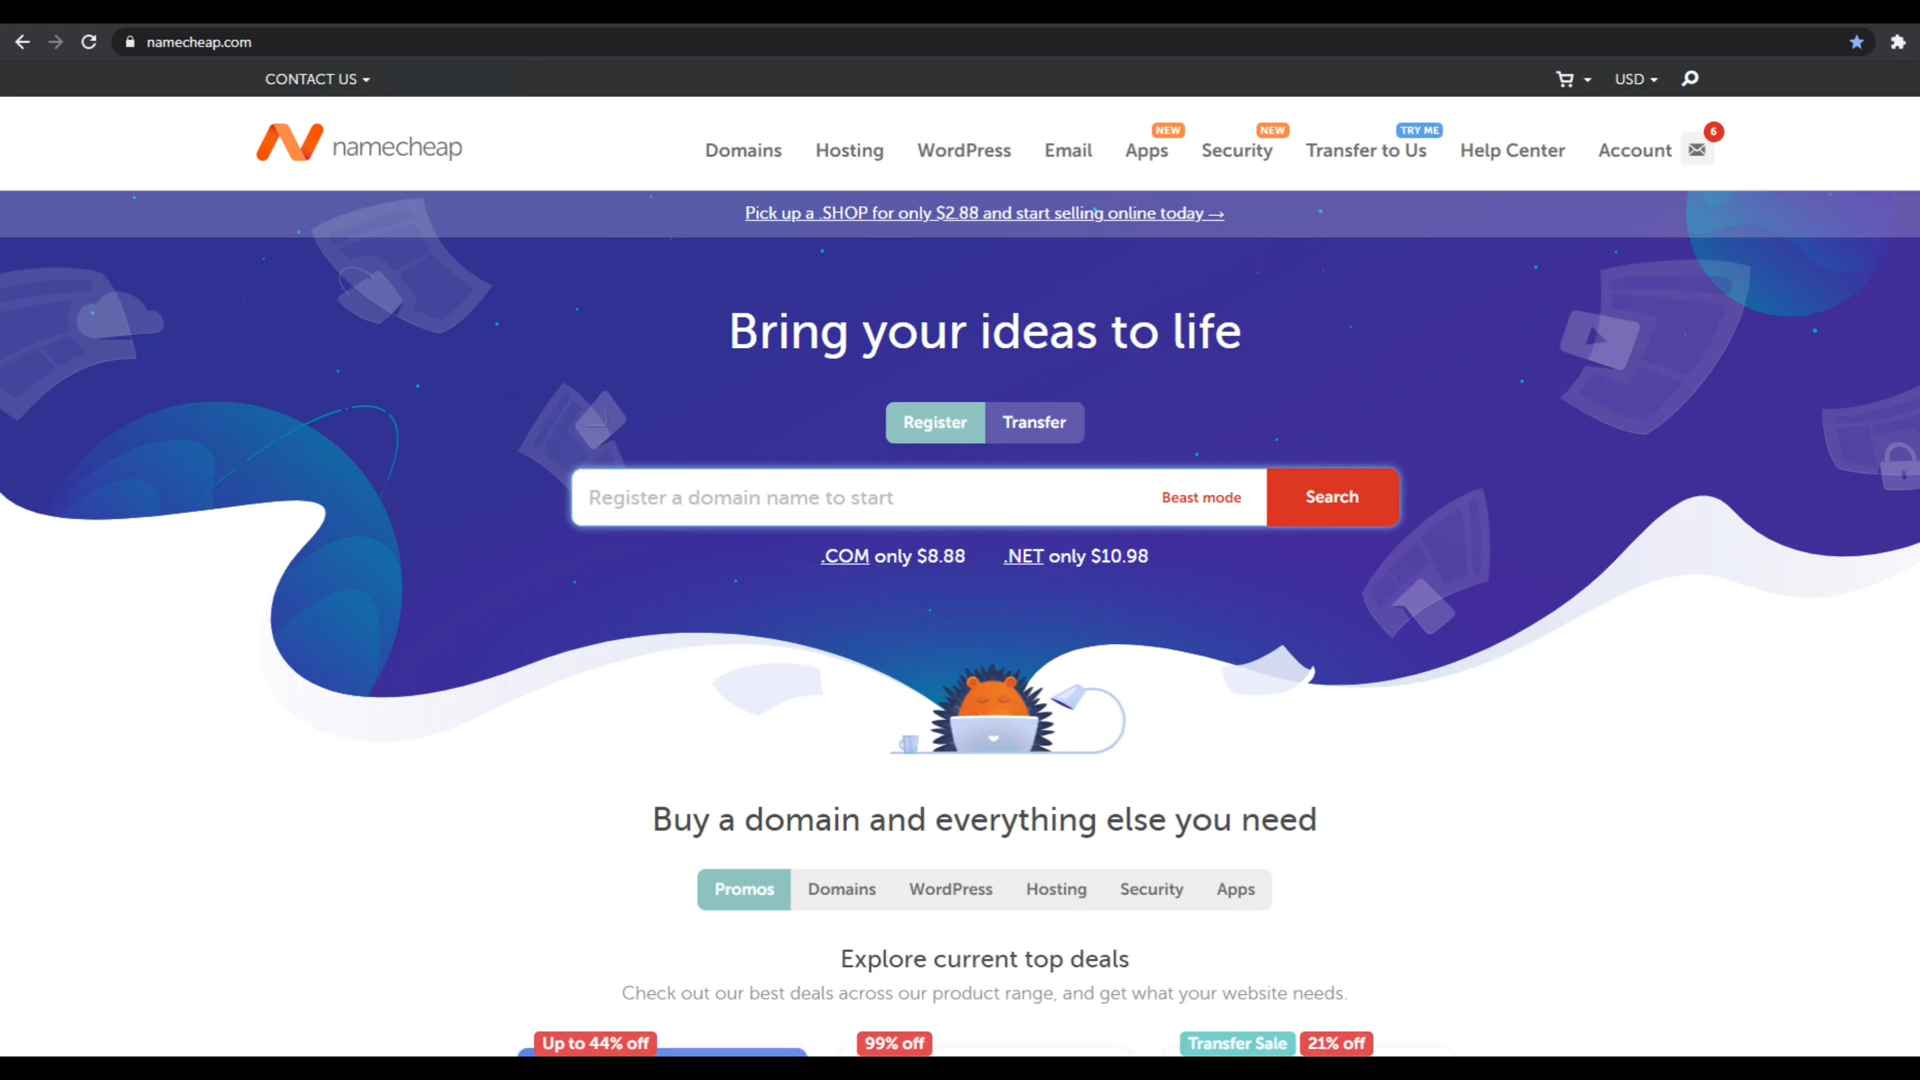 namecheap.com
CONTACT US
USD
namecheap
NEW
NEW
TRY ME
6
Domains
Hosting
WordPress
Email
Apps
Security
Transfer to Us
Help Center
Account
Pick up a .SHOP for only $2.88 and start selling online today →
Bring your ideas to life
Register
Transfer
Register a domain name to start
Beast mode
Search
.COM only $8.88
.NET only $10.98
Buy a domain and everything else you need
Promos
Domains
WordPress
Hosting
Security
Apps
Explore current top deals
Check out our best deals across our product range, and get what your website needs.
Up to 44% off
99% off
Transfer Sale
21% off